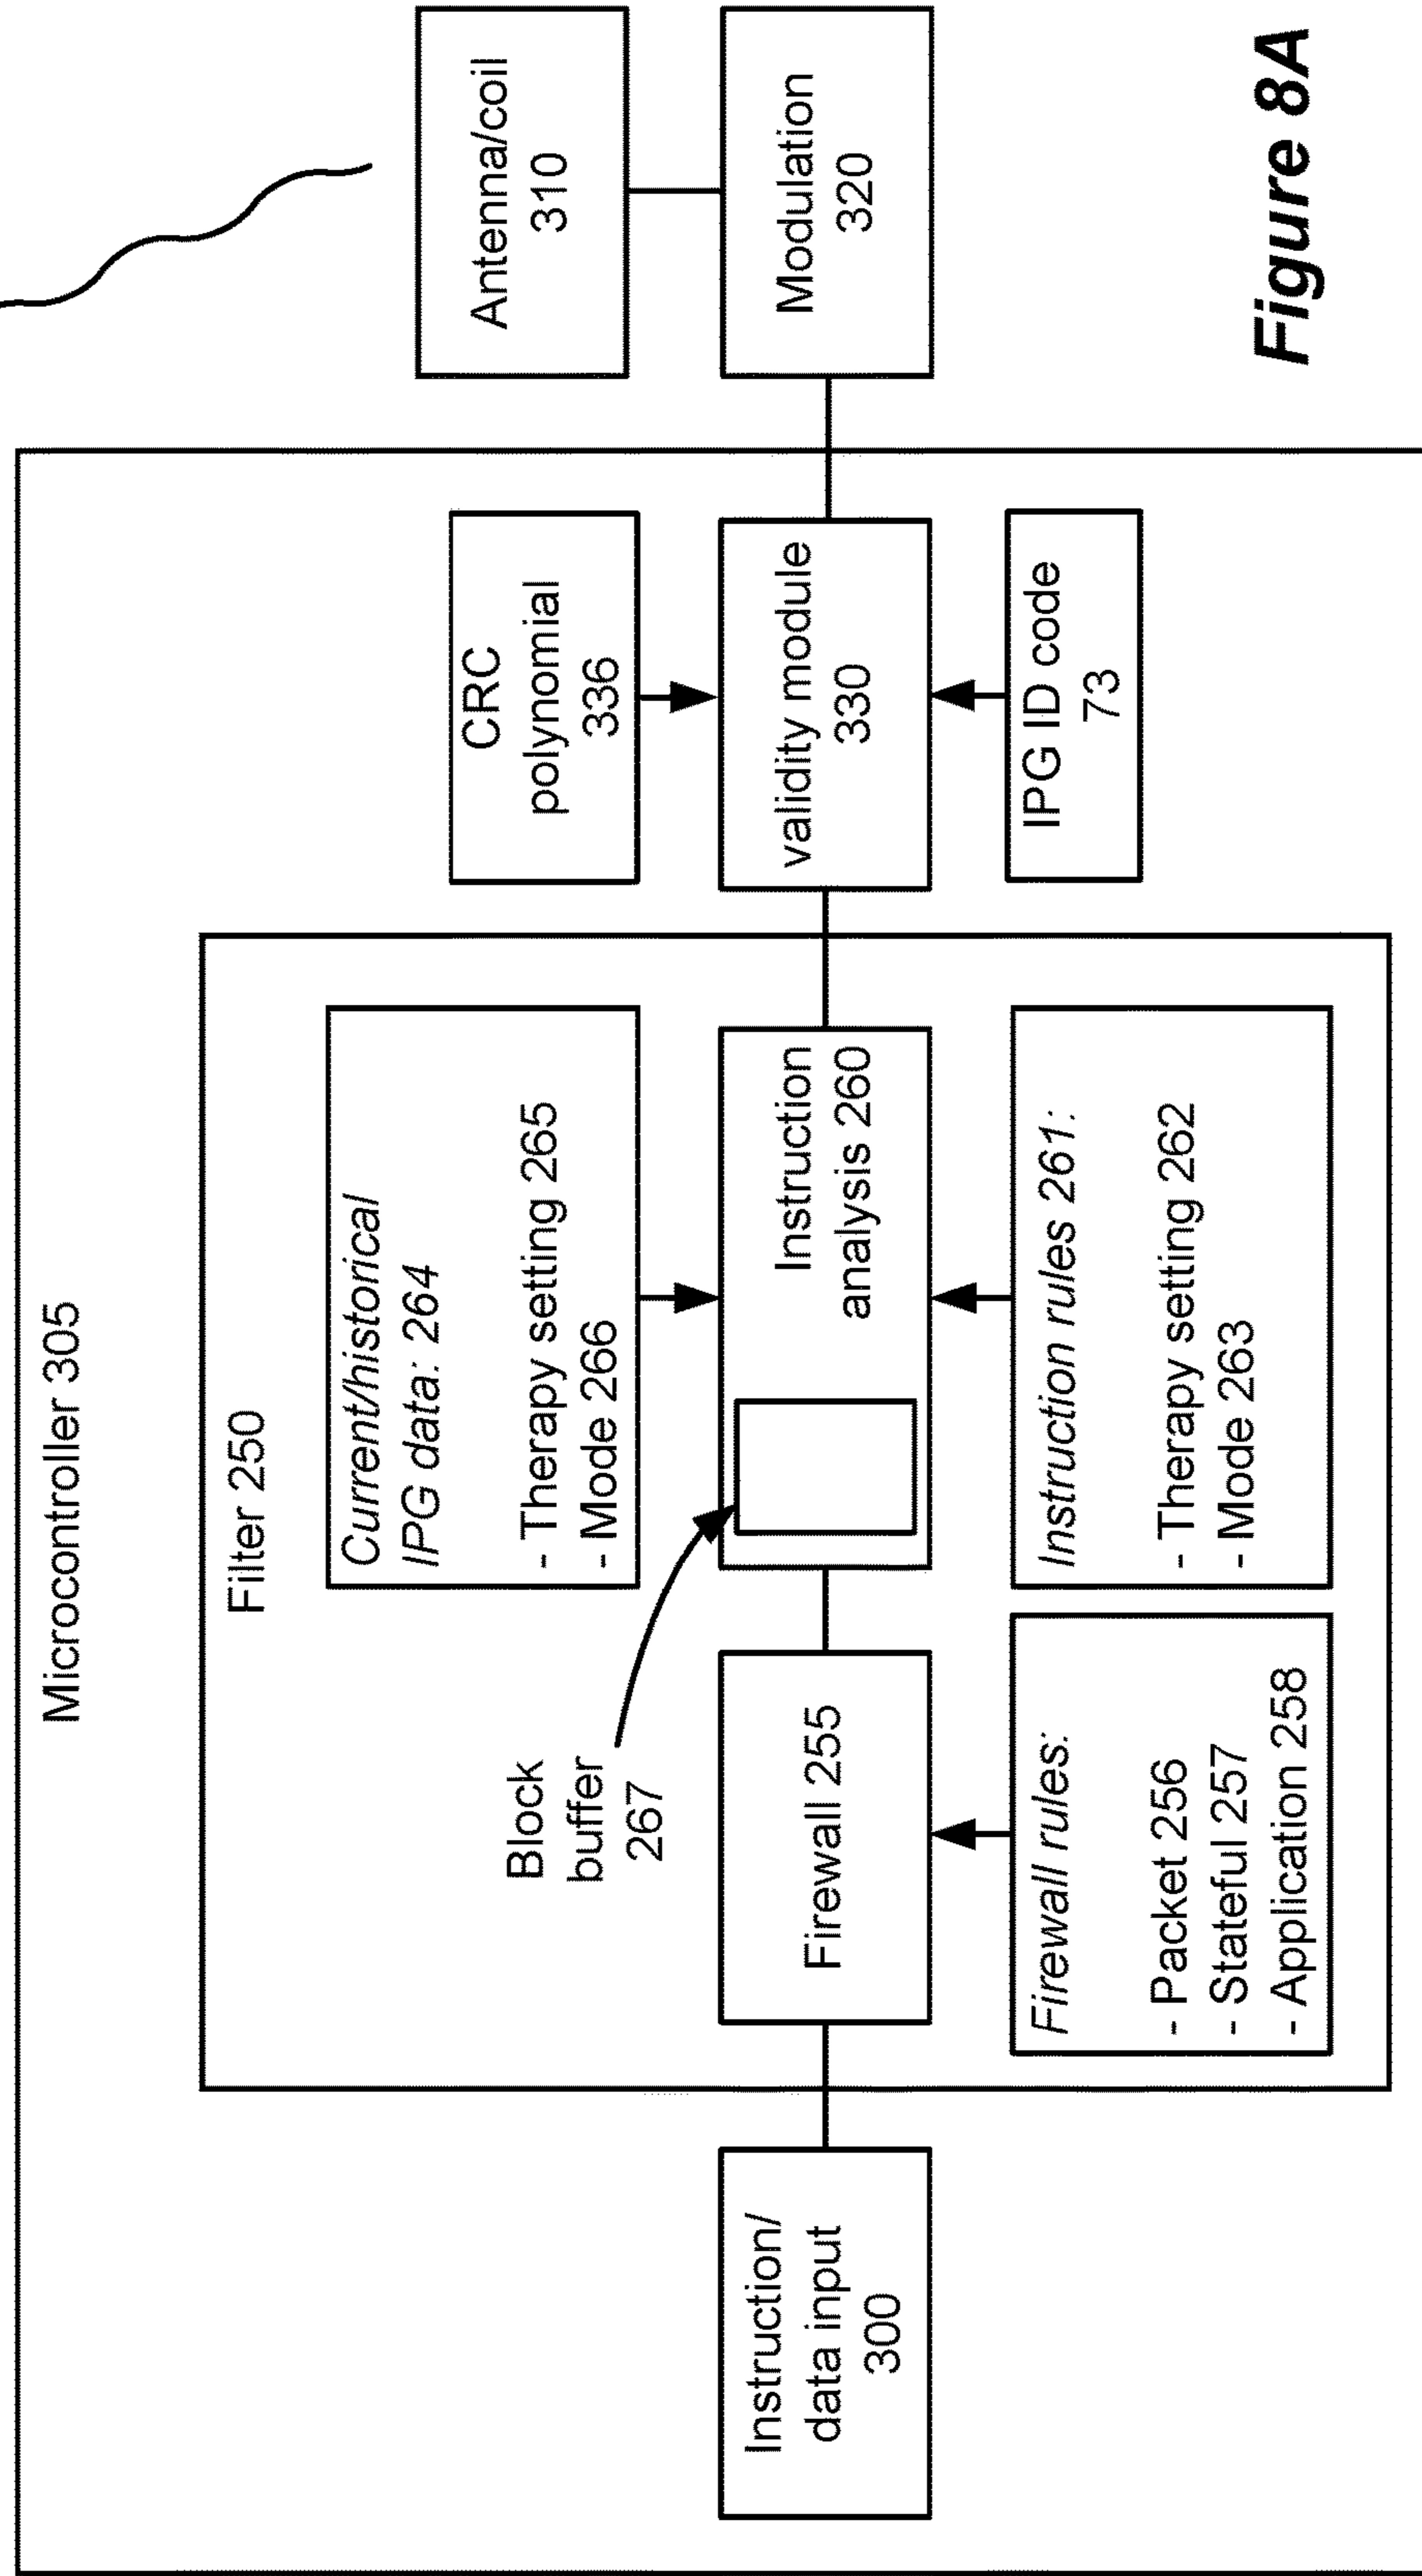 Microcontroller 305
Filter 250
Current/historical
IPG data: 264
- Therapy setting 265
- Mode 266
Block
buffer
267
CRC
polynomial
336
Antenna/coil
310
Instruction/
data input
300
Firewall 255
Instruction
analysis 260
validity module
330
Modulation
320
Firewall rules:
- Packet 256
- Stateful 257
- Application 258
Instruction rules 261:
- Therapy setting 262
- Mode 263
IPG ID code
73
Figure 8A